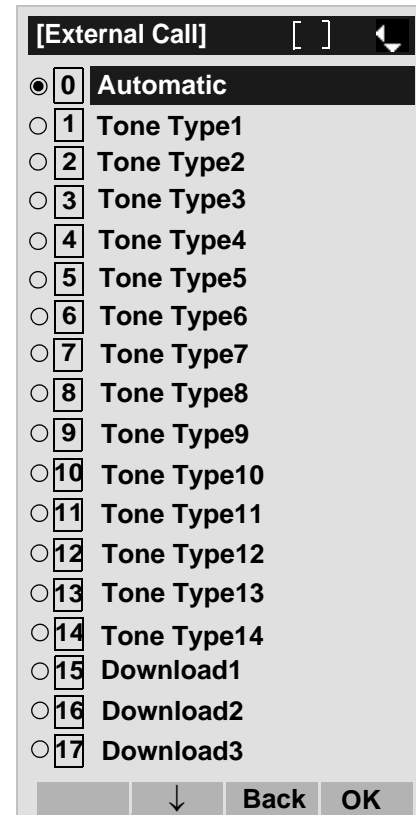 [External Call] [ ]
0 Automatic
1 Tone Type1
2 Tone Type2
3 Tone Type3
4 Tone Type4
5 Tone Type5
6 Tone Type6
7 Tone Type7
8 Tone Type8
9 Tone Type9
10 Tone Type10
11 Tone Type11
12 Tone Type12
13 Tone Type13
14 Tone Type14
15 Download1
16 Download2
17 Download3
↓ Back OK